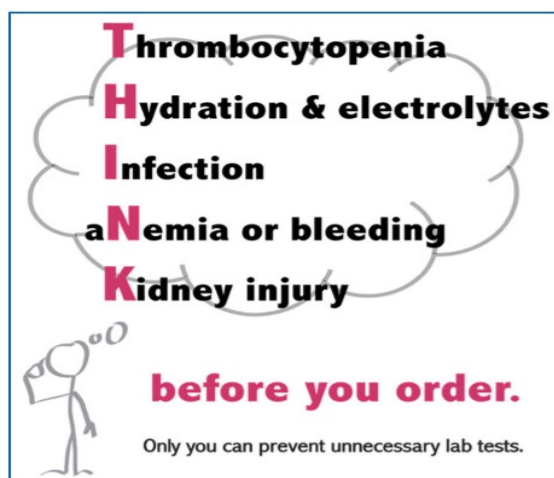 Thrombocytopenia
Hydration & electrolytes
Infection
aNemia or bleeding
Kidney injury
before you order.
Only you can prevent unnecessary lab tests.